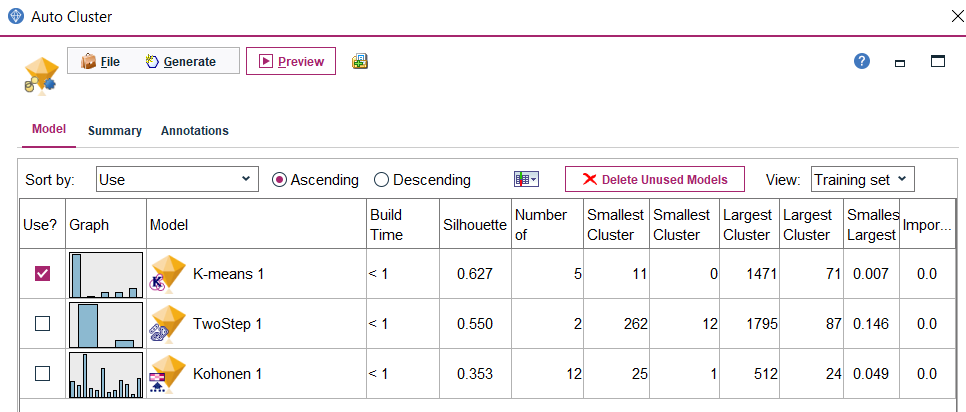 Auto Cluster
File Generate Preview ?
Model Summary Annotations
Sort by: Use Ascending Descending Delete Unused Models View: Training set
Use? Graph Model Build Time Silhouette Number of Smallest Cluster Smallest Cluster Largest Cluster Largest Cluster Smalles Largest Impor...
K-means 1 < 1 0.627 5 11 0 1471 71 0.007 0.0
TwoStep 1 < 1 0.550 2 262 12 1795 87 0.146 0.0
Kohonen 1 < 1 0.353 12 25 1 512 24 0.049 0.0